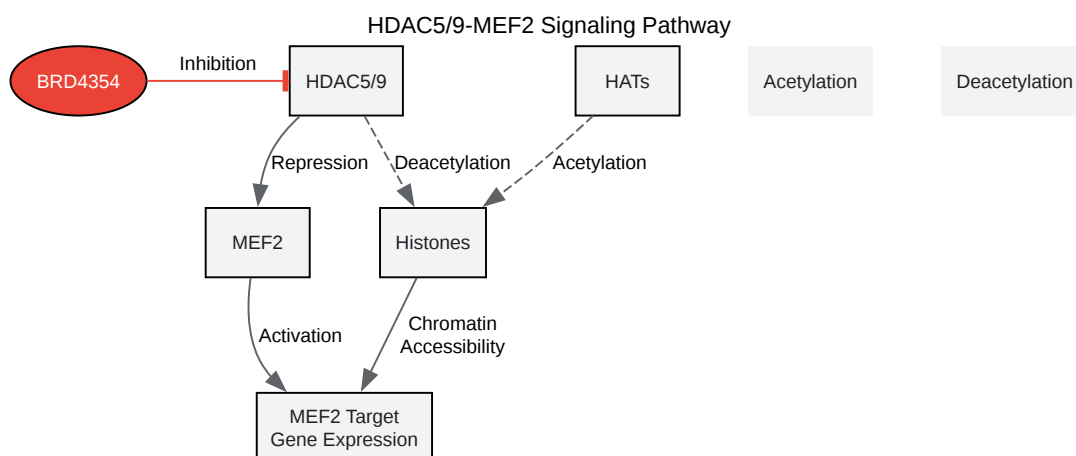 HDAC5/9-MEF2 Signaling Pathway
BRD4354
Inhibition
HDAC5/9
HATs
Acetylation
Deacetylation
Repression
Deacetylation
Acetylation
MEF2
Histones
Activation
Chromatin
Accessibility
MEF2 Target
Gene Expression